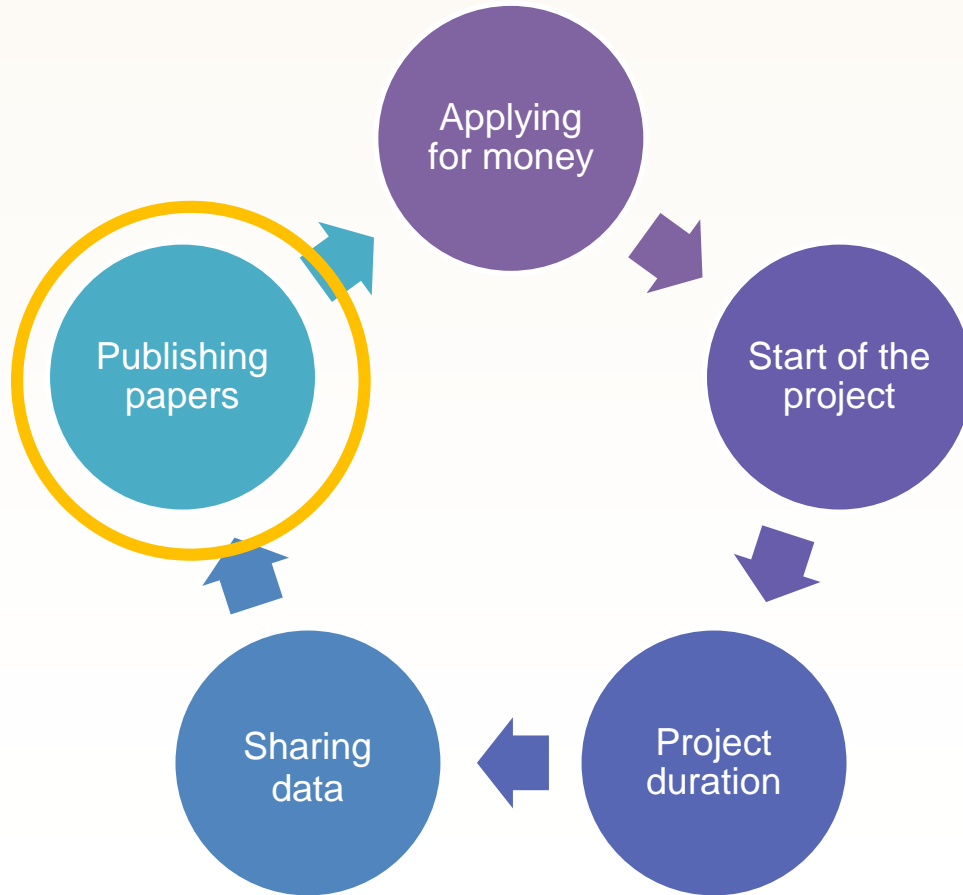 Applying
for money
Start of the
project
Project
duration
Sharing
data
Publishing
papers